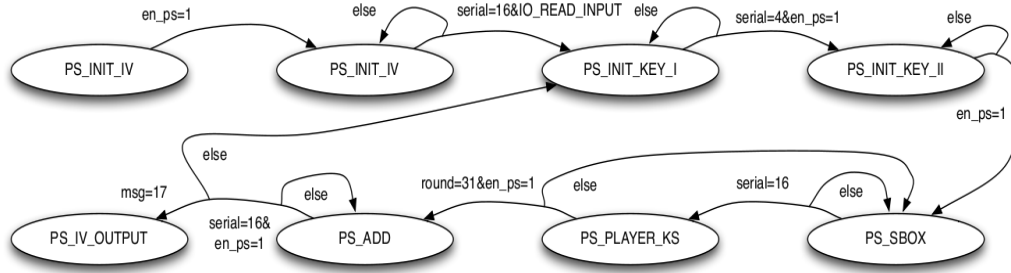 else
serial=16&IO_READ_INPUT
else
en_ps=1
serial=4&en_ps=1
else
PS_INIT_IV
PS_INIT_IV
PS_INIT_KEY_I
PS_INIT_KEY_II
en_ps=1
else
msg=17
round=31&en_ps=1
else
serial=16
else
else
serial=16&
en_ps=1
PS_IV_OUTPUT
PS_ADD
PS_PLAYER_KS
PS_SBOX